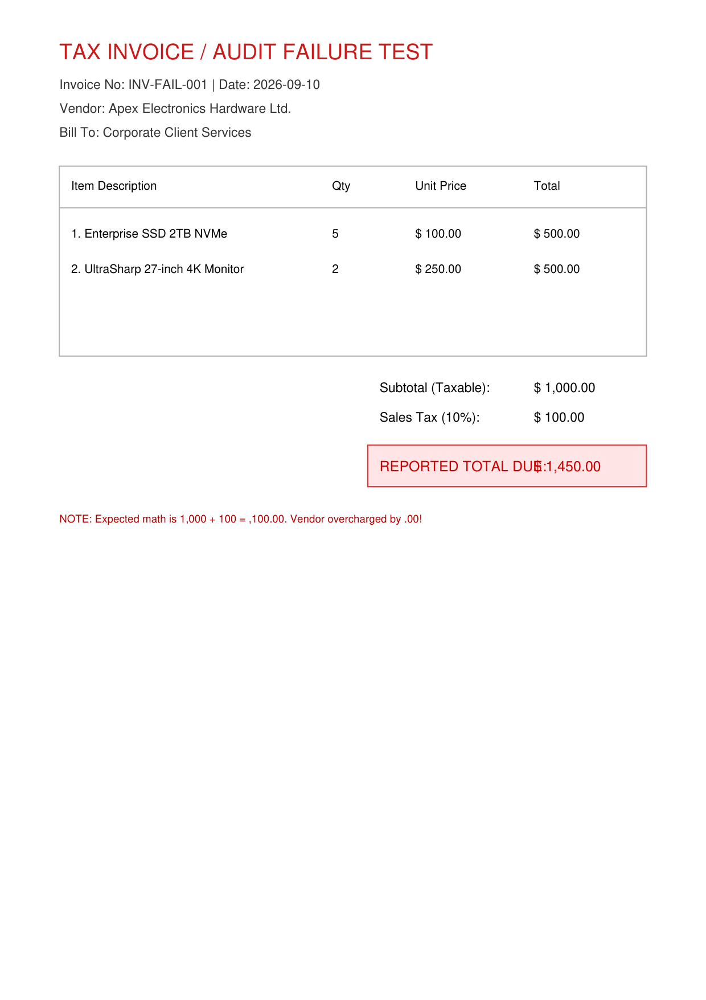 TAX INVOICE / AUDIT FAILURE TEST
Invoice No: INV-FAIL-001 | Date: 2026-09-10
Vendor: Apex Electronics Hardware Ltd.
Bill To: Corporate Client Services
Item Description Qty Unit Price Total
1. Enterprise SSD 2TB NVMe 5 $ 100.00 $ 500.00
2. UltraSharp 27-inch 4K Monitor 2 $ 250.00 $ 500.00
Subtotal (Taxable): $ 1,000.00
Sales Tax (10%): $ 100.00
REPORTED TOTAL DUE: $ 1,450.00
NOTE: Expected math is 1,000 + 100 = ,100.00. Vendor overcharged by .00!